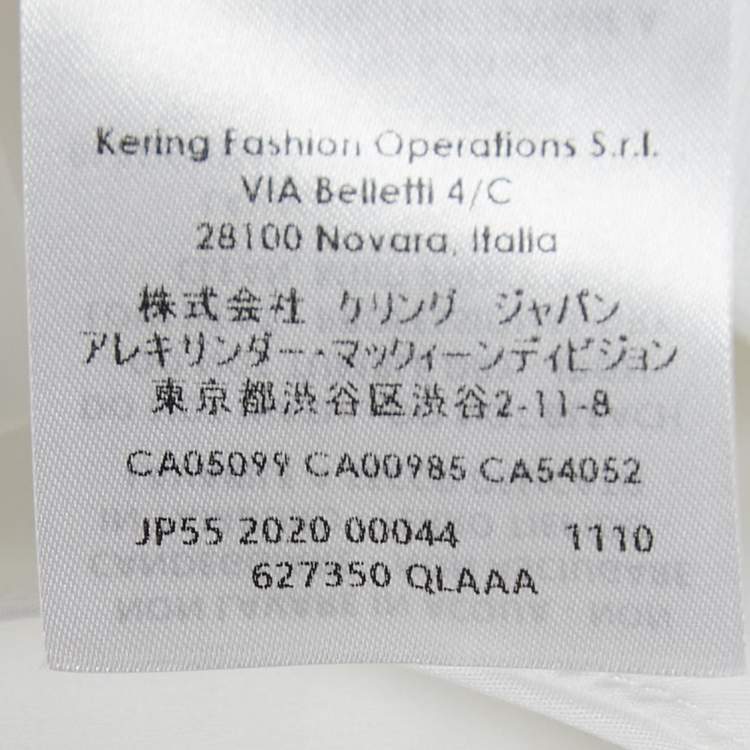 Kering Fashion Operations S.r.l.
VIA Belletti 4/C
28100 Novara, Italia
株式会社 ケリング ジャパン
アレキサンダー・マックィーンディビジョン
東京都渋谷区渋谷2-11-8
CA05099 CA00985 CA54052
JP55 2020 00044 1110
627350 QLAAA